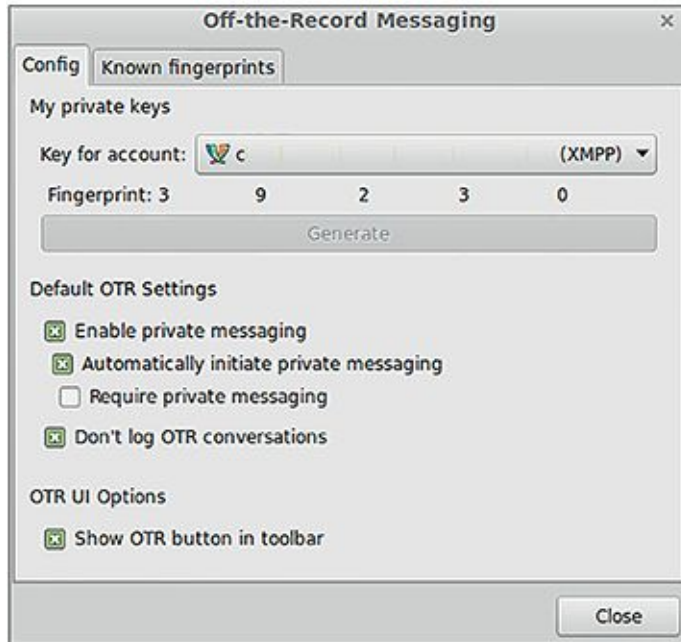 Off-the-Record Messaging ×
Config Known fingerprints
My private keys
Key for account: c (XMPP)
Fingerprint: 3 9 2 3 0
Generate
Default OTR Settings
Enable private messaging
Automatically initiate private messaging
Require private messaging
Don't log OTR conversations
OTR UI Options
Show OTR button in toolbar
Close